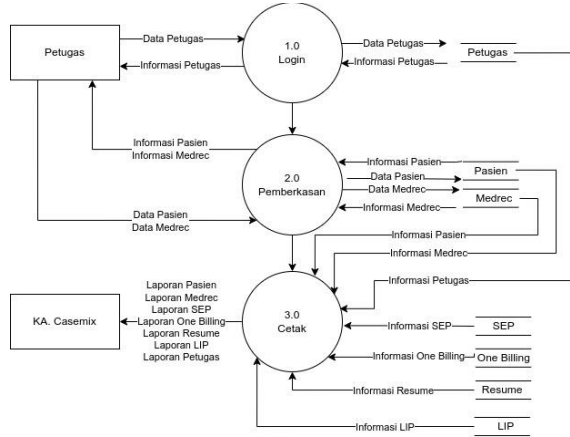 Petugas
Data Petugas
Informasi Petugas
1.0
Login
Data Petugas
Informasi Petugas
Petugas
Informasi Pasien
Informasi Medrec
2.0
Pemberkasan
Informasi Pasien
Data Pasien
Data Medrec
Informasi Medrec
Pasien
Medrec
Data Pasien
Data Medrec
Informasi Pasien
Informasi Medrec
Informasi Petugas
KA. Casemix
Laporan Pasien
Laporan Medrec
Laporan SEP
Laporan One Billing
Laporan Resume
Laporan LIP
Laporan Petugas
3.0
Cetak
Informasi SEP
SEP
Informasi One Billing
One Billing
Informasi Resume
Resume
Informasi LIP
LIP